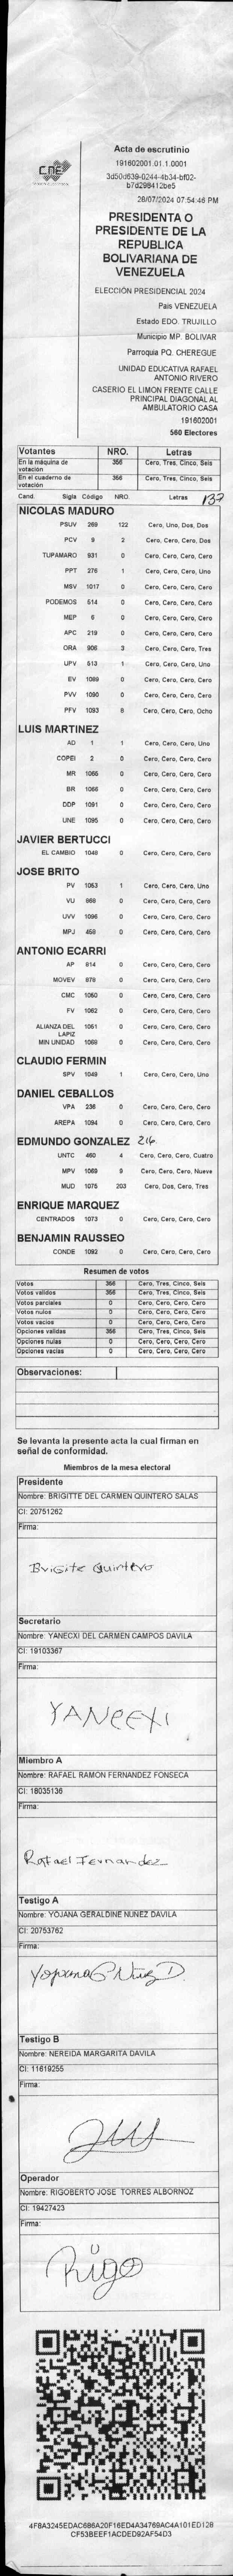 CNE
Acta de escrutinio
191602001.01.1.0001
3d50d639-0244-4b34-bf02-
b7d298412be5
28/07/2024 07:54:46 PM
PRESIDENTA O
PRESIDENTE DE LA
REPUBLICA
BOLIVARIANA DE
VENEZUELA
ELECCIÓN PRESIDENCIAL 2024
Pais VENEZUELA
Estado EDO. TRUJILLO
Municipio MP. BOLIVAR
Parroquia PQ. CHEREGUE
UNIDAD EDUCATIVA RAFAEL
ANTONIO RIVERO
CASERIO EL LIMON FRENTE CALLE
PRINCIPAL DIAGONAL AL
AMBULATORIO CASA
191602001
560 Electores
Votantes NRO. Letras
En la máquina de votación 356 Cero, Tres, Cinco, Seis
En el cuaderno de votación 356 Cero, Tres, Cinco, Seis
Cand. Sigla Código NRO. Letras 137
NICOLAS MADURO
PSUV 269 122 Cero, Uno, Dos, Dos
PCV 9 2 Cero, Cero, Cero, Dos
TUPAMARO 931 0 Cero, Cero, Cero, Cero
PPT 276 1 Cero, Cero, Cero, Uno
MSV 1017 0 Cero, Cero, Cero, Cero
PODEMOS 514 0 Cero, Cero, Cero, Cero
MEP 6 0 Cero, Cero, Cero, Cero
APC 219 0 Cero, Cero, Cero, Cero
ORA 906 3 Cero, Cero, Cero, Tres
UPV 513 1 Cero, Cero, Cero, Uno
EV 1089 0 Cero, Cero, Cero, Cero
PVV 1090 0 Cero, Cero, Cero, Cero
PFV 1093 8 Cero, Cero, Cero, Ocho
LUIS MARTINEZ
AD 1 1 Cero, Cero, Cero, Uno
COPEI 2 0 Cero, Cero, Cero, Cero
MR 1065 0 Cero, Cero, Cero, Cero
BR 1066 0 Cero, Cero, Cero, Cero
DDP 1091 0 Cero, Cero, Cero, Cero
UNE 1095 0 Cero, Cero, Cero, Cero
JAVIER BERTUCCI
EL CAMBIO 1048 0 Cero, Cero, Cero, Cero
JOSE BRITO
PV 1053 1 Cero, Cero, Cero, Uno
VU 868 0 Cero, Cero, Cero, Cero
UVV 1096 0 Cero, Cero, Cero, Cero
MPJ 458 0 Cero, Cero, Cero, Cero
ANTONIO ECARRI
AP 814 0 Cero, Cero, Cero, Cero
MOVEV 878 0 Cero, Cero, Cero, Cero
CMC 1050 0 Cero, Cero, Cero, Cero
FV 1062 0 Cero, Cero, Cero, Cero
ALIANZA DEL LAPIZ 1051 0 Cero, Cero, Cero, Cero
MIN UNIDAD 1068 0 Cero, Cero, Cero, Cero
CLAUDIO FERMIN
SPV 1049 1 Cero, Cero, Cero, Uno
DANIEL CEBALLOS
VPA 236 0 Cero, Cero, Cero, Cero
AREPA 1094 0 Cero, Cero, Cero, Cero
EDMUNDO GONZALEZ 216
UNTC 460 4 Cero, Cero, Cero, Cuatro
MPV 1069 9 Cero, Cero, Cero, Nueve
MUD 1075 203 Cero, Dos, Cero, Tres
ENRIQUE MARQUEZ
CENTRADOS 1073 0 Cero, Cero, Cero, Cero
BENJAMIN RAUSSEO
CONDE 1092 0 Cero, Cero, Cero, Cero
Resumen de votos
Votos 356 Cero, Tres, Cinco, Seis
Votos validos 356 Cero, Tres, Cinco, Seis
Votos parciales 0 Cero, Cero, Cero, Cero
Votos nulos 0 Cero, Cero, Cero, Cero
Votos vacios 0 Cero, Cero, Cero, Cero
Opciones validas 356 Cero, Tres, Cinco, Seis
Opciones nulas 0 Cero, Cero, Cero, Cero
Opciones vacias 0 Cero, Cero, Cero, Cero
Observaciones:
Se levanta la presente acta la cual firman en
señal de conformidad.
Miembros de la mesa electoral
Presidente
Nombre: BRIGITTE DEL CARMEN QUINTERO SALAS
CI: 20751262
Firma:
Brigite Quintero
Secretario
Nombre: YANECXI DEL CARMEN CAMPOS DAVILA
CI: 19103367
Firma:
Miembro A
Nombre: RAFAEL RAMON FERNANDEZ FONSECA
CI: 18035136
Firma:
Rafael Fernandez
Testigo A
Nombre: YOJANA GERALDINE NUNEZ DAVILA
CI: 20753762
Firma:
Testigo B
Nombre: NEREIDA MARGARITA DAVILA
CI: 11619255
Firma:
Operador
Nombre: RIGOBERTO JOSE TORRES ALBORNOZ
CI: 19427423
Firma:
Rigo
4F8A3245EDAC686A20F16ED4A34769AC4A101ED128
CF53BEEF1ACDED92AF54D3